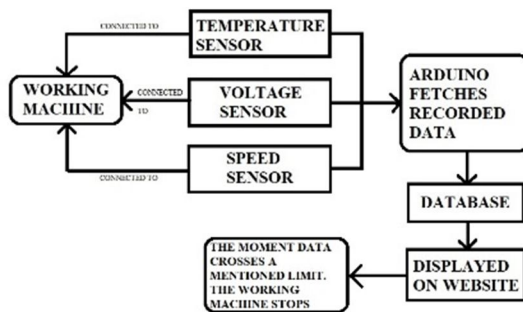 CONNECTED TO
TEMPERATURE
SENSOR
WORKING
MACHINE
CONNECTED
TO
VOLTAGE
SENSOR
CONNECTED TO
SPEED
SENSOR
ARDUINO
FETCHES
RECORDED
DATA
DATABASE
DISPLAYED
ON WEBSITE
THE MOMENT DATA
CROSSES A
MENTIONED LIMIT.
THE WORKING
MACHINE STOPS